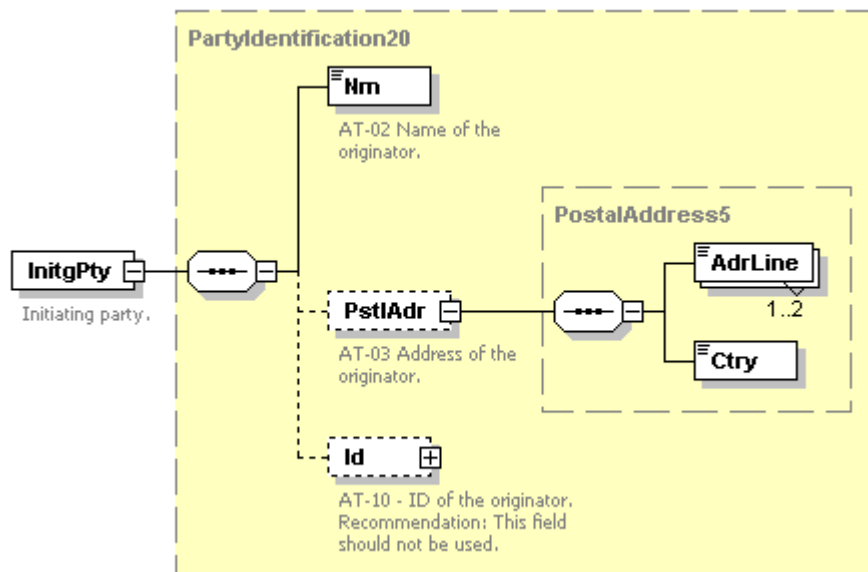 PartyIdentification20
Nm
AT-02 Name of the
originator.
InitgPty
Initiating party.
PstlAdr
AT-03 Address of the
originator.
PostalAddress5
AdrLine
1..2
Ctry
Id
AT-10 - ID of the originator.
Recommendation: This field
should not be used.